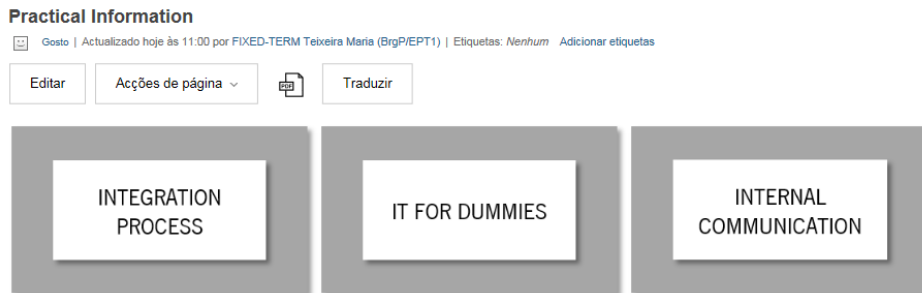 Practical Information
Gosto | Actualizado hoje às 11:00 por FIXED-TERM Teixeira Maria (BrgP/EPT1) | Etiquetas: Nenhum Adicionar etiquetas
Editar Acções de página PDF Traduzir
INTEGRATION
PROCESS
IT FOR DUMMIES
INTERNAL
COMMUNICATION